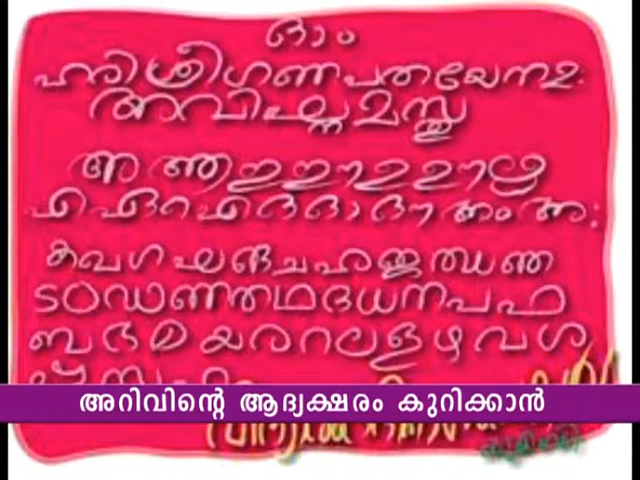 ഓം
ഹരിശ്രീഗണപതയേനമഃ
അവിഘ്നമസ്തു
അ ആ ഇ ഈ ഉ ഊ ഋ
എ ഏ ഐ ഒ ഓ ഔ അം അഃ
ക ഖ ഗ ഘ ങ ച ഛ ജ ഝ ഞ
ട ഠ ഡ ഢ ണ ത ഥ ദ ധ ന പ ഫ
ബ ഭ മ യ ര റ ല ള ഴ വ ശ
അറിവിന്റെ ആദ്യക്ഷരം കുറിക്കാൻ